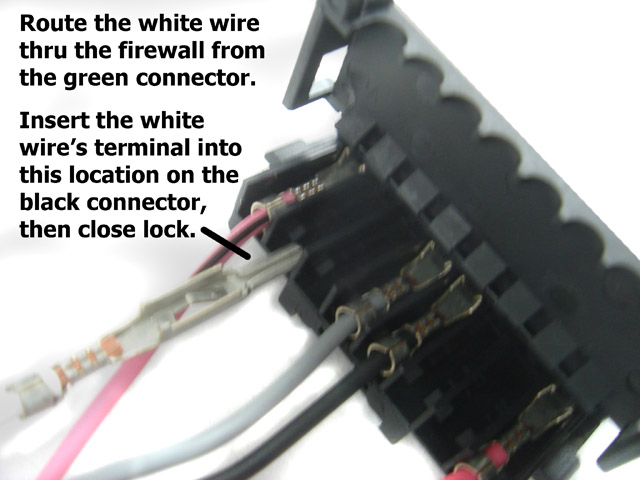 Route the white wire
thru the firewall from
the green connector.
Insert the white
wire's terminal into
this location on the
black connector,
then close lock.